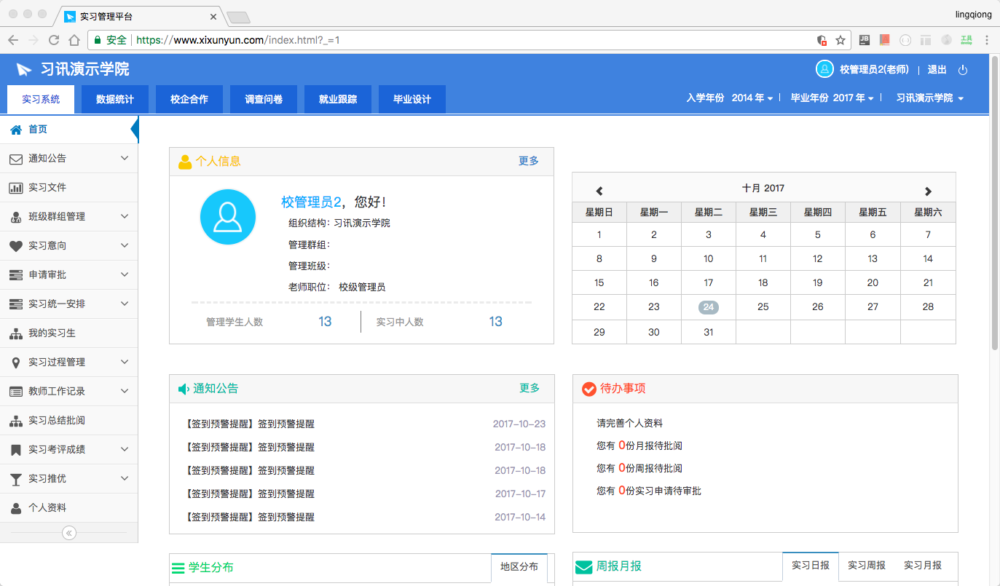 实习管理平台
lingqiong
安全 https://www.xixunyun.com/index.html?_=1
习讯演示学院
校管理员2(老师) | 退出
实习系统 数据统计 校企合作 调查问卷 就业跟踪 毕业设计
入学年份 2014 年 | 毕业年份 2017 年 | 习讯演示学院
首页
通知公告
实习文件
班级群组管理
实习意向
申请审批
实习统一安排
我的实习生
实习过程管理
教师工作记录
实习总结批阅
实习考评成绩
实习推优
个人资料
个人信息 更多
校管理员2，您好！
组织结构：习讯演示学院
管理群组：
管理班级：
老师职位： 校级管理员
管理学生人数 13 实习中人数 13
十月 2017
星期日 星期一 星期二 星期三 星期四 星期五 星期六
1 2 3 4 5 6 7
8 9 10 11 12 13 14
15 16 17 18 19 20 21
22 23 24 25 26 27 28
29 30 31
通知公告 更多
【签到预警提醒】签到预警提醒 2017-10-23
【签到预警提醒】签到预警提醒 2017-10-18
【签到预警提醒】签到预警提醒 2017-10-18
【签到预警提醒】签到预警提醒 2017-10-17
【签到预警提醒】签到预警提醒 2017-10-14
待办事项
请完善个人资料
您有 0份月报待批阅
您有 0份周报待批阅
您有 0份实习申请待审批
学生分布 地区分布
周报月报 实习日报 实习周报 实习月报